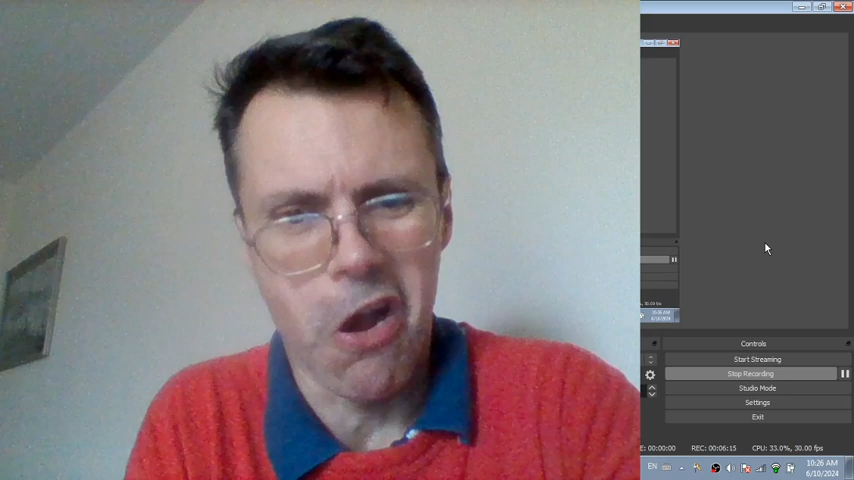 Controls
Start Streaming
Stop Recording
Studio Mode
Settings
Exit
E: 00:00:00 REC: 00:06:15 CPU: 33.0%, 30.00 fps
EN
10:26 AM
6/10/2024